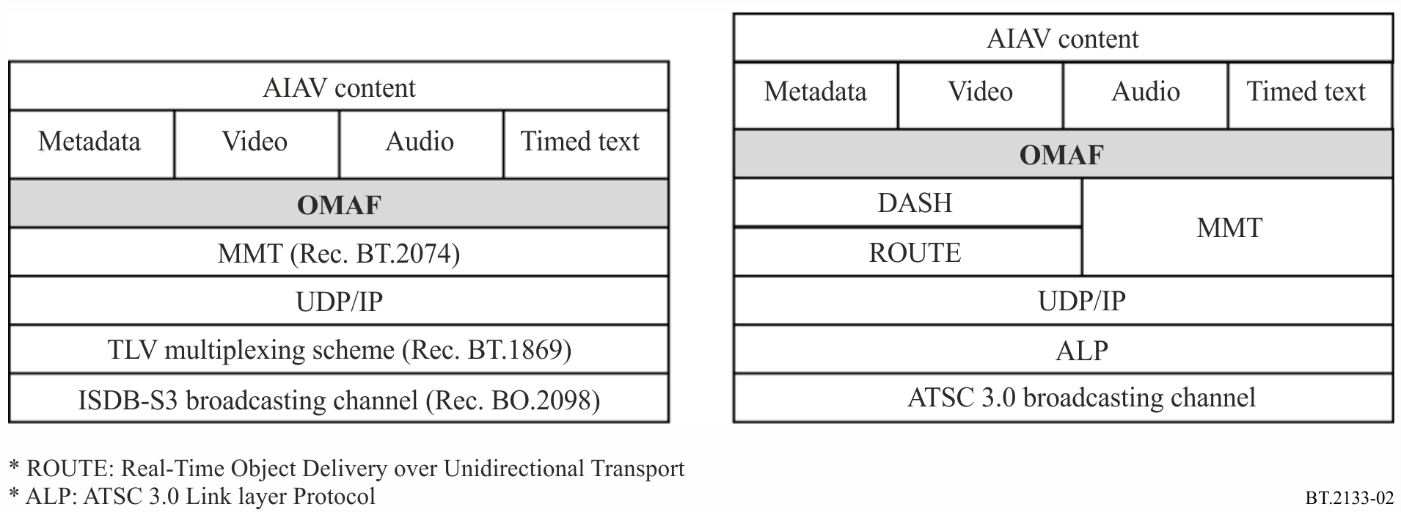 AIAV content
Metadata Video Audio Timed text
OMAF
MMT (Rec. BT.2074)
UDP/IP
TLV multiplexing scheme (Rec. BT.1869)
ISDB-S3 broadcasting channel (Rec. BO.2098)
AIAV content
Metadata Video Audio Timed text
OMAF
DASH
ROUTE
MMT
UDP/IP
ALP
ATSC 3.0 broadcasting channel
* ROUTE: Real-Time Object Delivery over Unidirectional Transport
* ALP: ATSC 3.0 Link layer Protocol
BT.2133-02